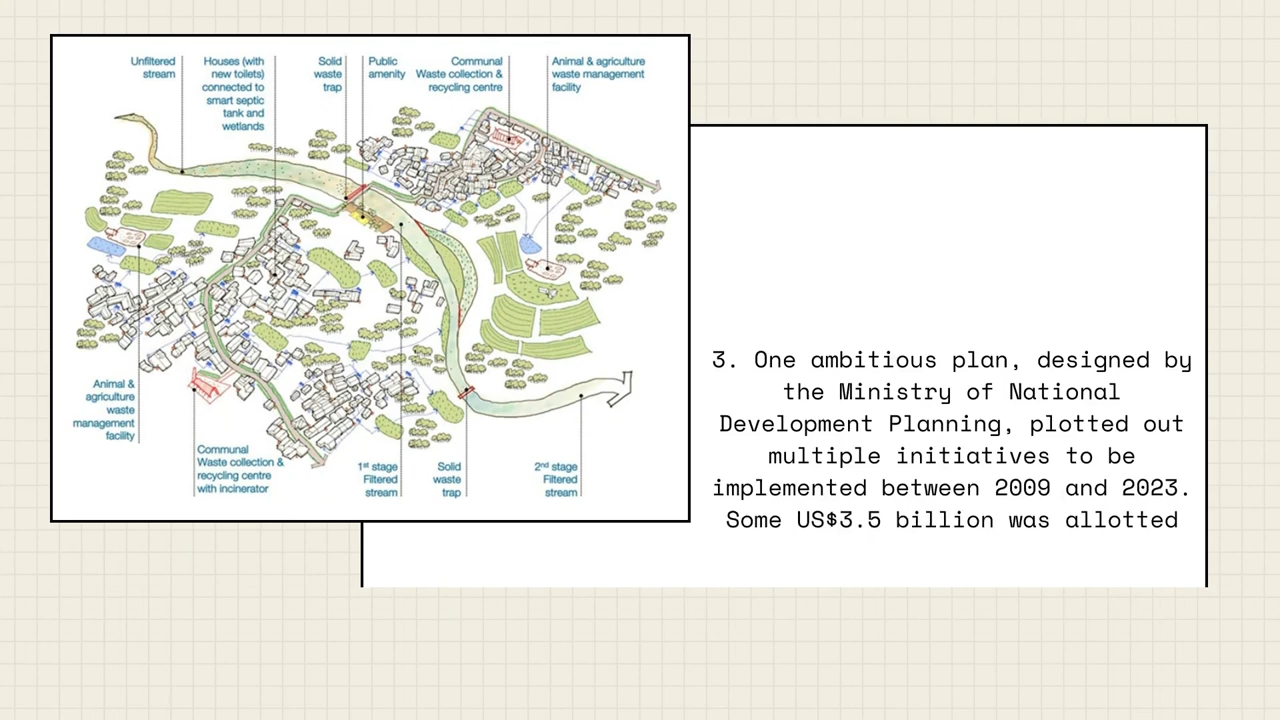 Unfiltered
stream
Houses (with
new toilets)
connected to
smart septic
tank and
wetlands
Solid
waste
trap
Public
amenity
Communal
Waste collection &
recycling centre
Animal & agriculture
waste management
facility
Animal &
agriculture
waste
management
facility
Communal
Waste collection &
recycling centre
with incinerator
1st stage
Filtered
stream
Solid
waste
trap
2nd stage
Filtered
stream
3. One ambitious plan, designed by
the Ministry of National
Development Planning, plotted out
multiple initiatives to be
implemented between 2009 and 2023.
Some US$3.5 billion was allotted